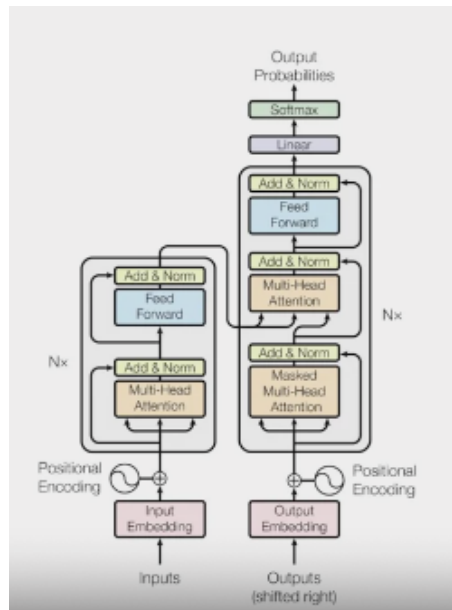 Output
Probabilities
Softmax
Linear
Add & Norm
Feed
Forward
Add & Norm
Multi-Head
Attention
Add & Norm
Masked
Multi-Head
Attention
Nx
Positional
Encoding
Output
Embedding
Outputs
(shifted right)
Add & Norm
Feed
Forward
Add & Norm
Multi-Head
Attention
Nx
Positional
Encoding
Input
Embedding
Inputs